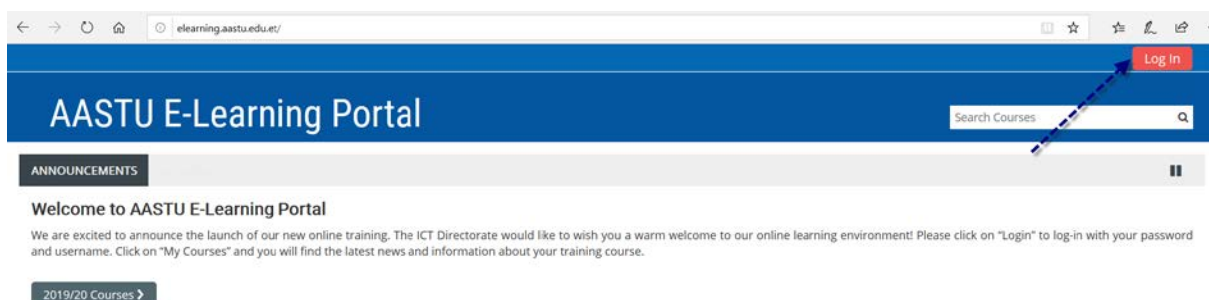 elearning.aastu.edu.et/
Log In
AASTU E-Learning Portal
Search Courses
ANNOUNCEMENTS
Welcome to AASTU E-Learning Portal
We are excited to announce the launch of our new online training. The ICT Directorate would like to wish you a warm welcome to our online learning environment! Please click on "Login" to log-in with your password
and username. Click on "My Courses" and you will find the latest news and information about your training course.
2019/20 Courses